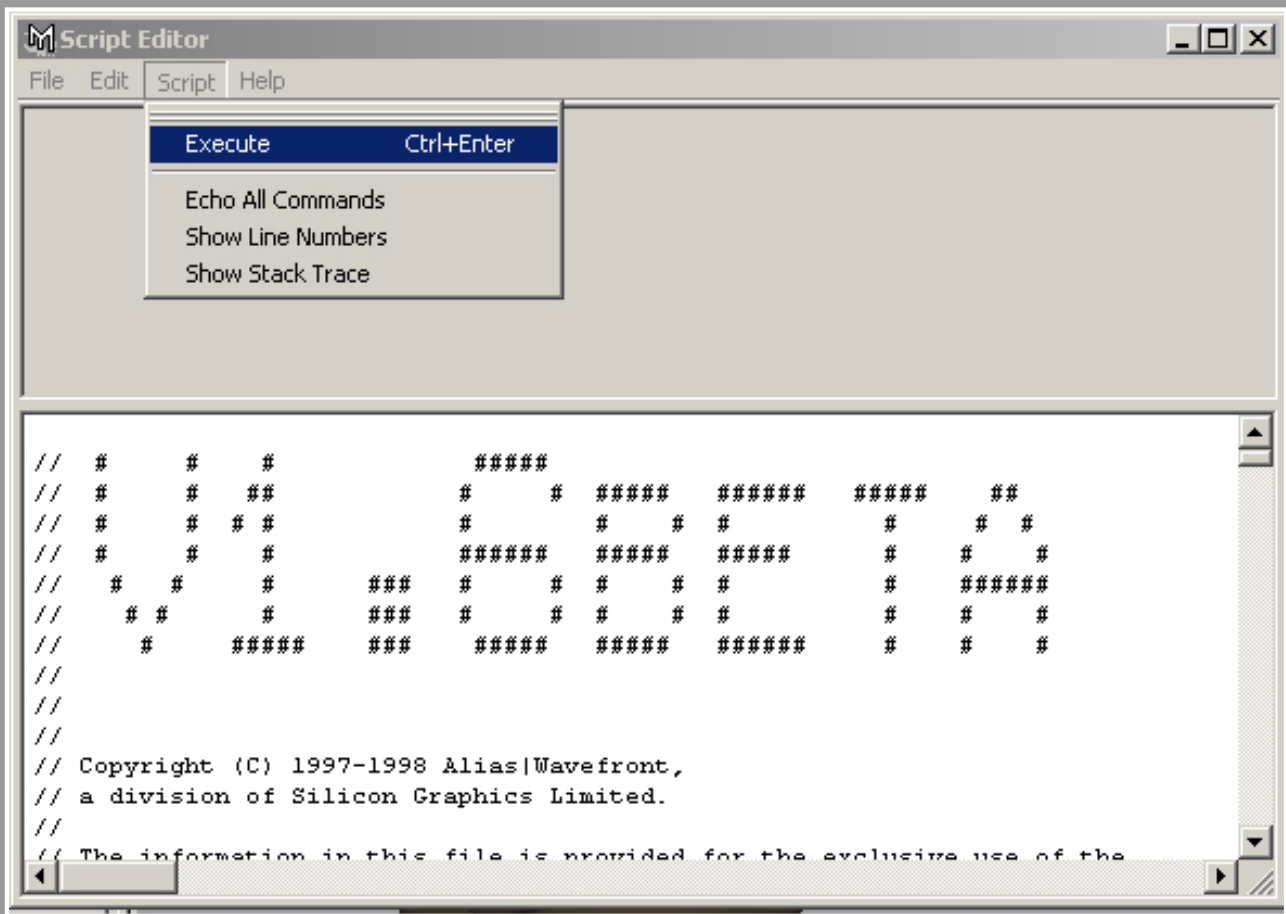 Script Editor
File Edit Script Help
Execute Ctrl+Enter
Echo All Commands
Show Line Numbers
Show Stack Trace
//  #     #    #             #####
//  #     #   ##            #     #  #####   ######   #####    ##
//  #     #  # #            #        #    #  #          #     #  #
//  #     #    #            ######   #####   #####      #    #    #
//   #   #     #      ###   #     #  #    #  #          #    ######
//    # #      #      ###   #     #  #    #  #          #    #    #
//     #     #####    ###    #####   #####   ######     #    #    #
//
//
//
// Copyright (C) 1997-1998 Alias|Wavefront,
// a division of Silicon Graphics Limited.
//
// The information in this file is provided for the exclusive use of the